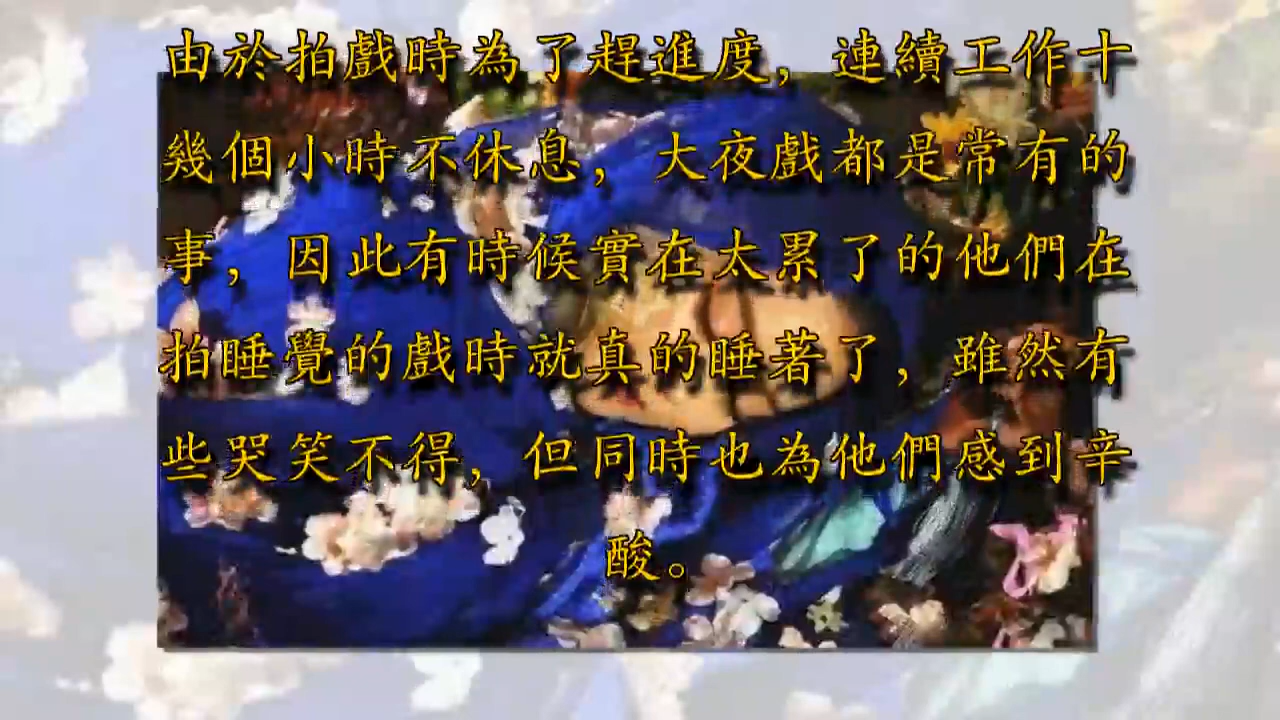 由於拍戲時為了趕進度，連續工作十
幾個小時不休息，大夜戲都是常有的
事，因此有時候實在太累了的他們在
拍睡覺的戲時就真的睡著了，雖然有
些哭笑不得，但同時也為他們感到辛
酸。